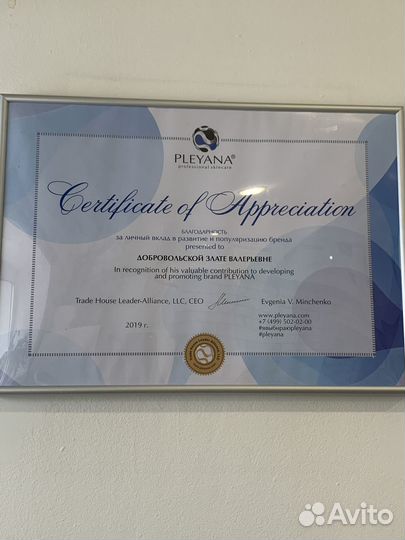 PLEYANA®
professional skincare
Certificate of Appreciation
БЛАГОДАРНОСТЬ
за личный вклад в развитие и популяризацию бренда
presented to
ДОБРОВОЛЬСКОЙ ЗЛАТЕ ВАЛЕРЬЕВНЕ
In recognition of his valuable contribution to developing
and promoting brand PLEYANA
Trade House Leader-Alliance, LLC, CEO Evgenia V. Minchenko
2019 г.
www.pleyana.com
+7 (499) 502-02-00
#явыбираюpleyana
#pleyana
Avito